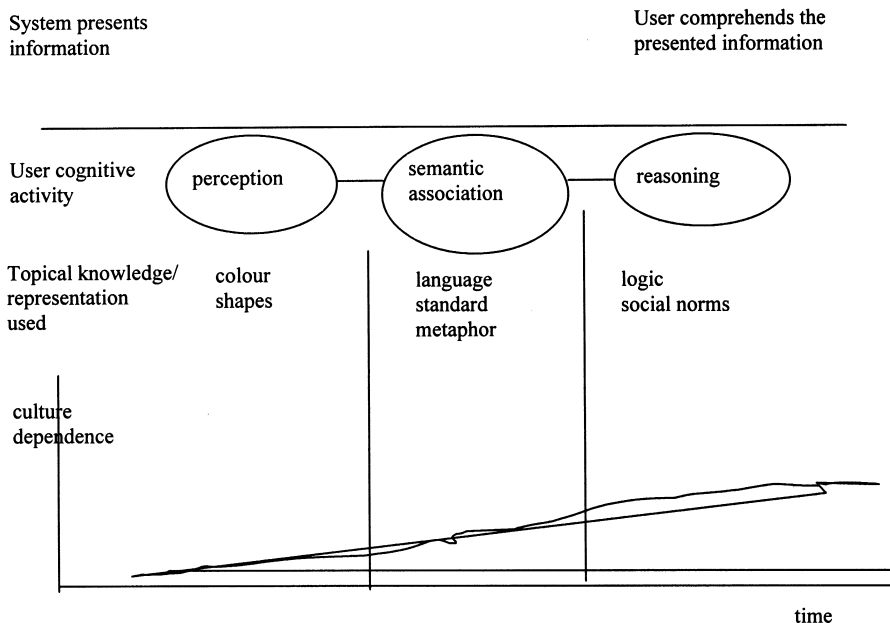 System presents
information
User comprehends the
presented information
User cognitive
activity
perception
semantic
association
reasoning
Topical knowledge/
representation
used
colour
shapes
language
standard
metaphor
logic
social norms
culture
dependence
time